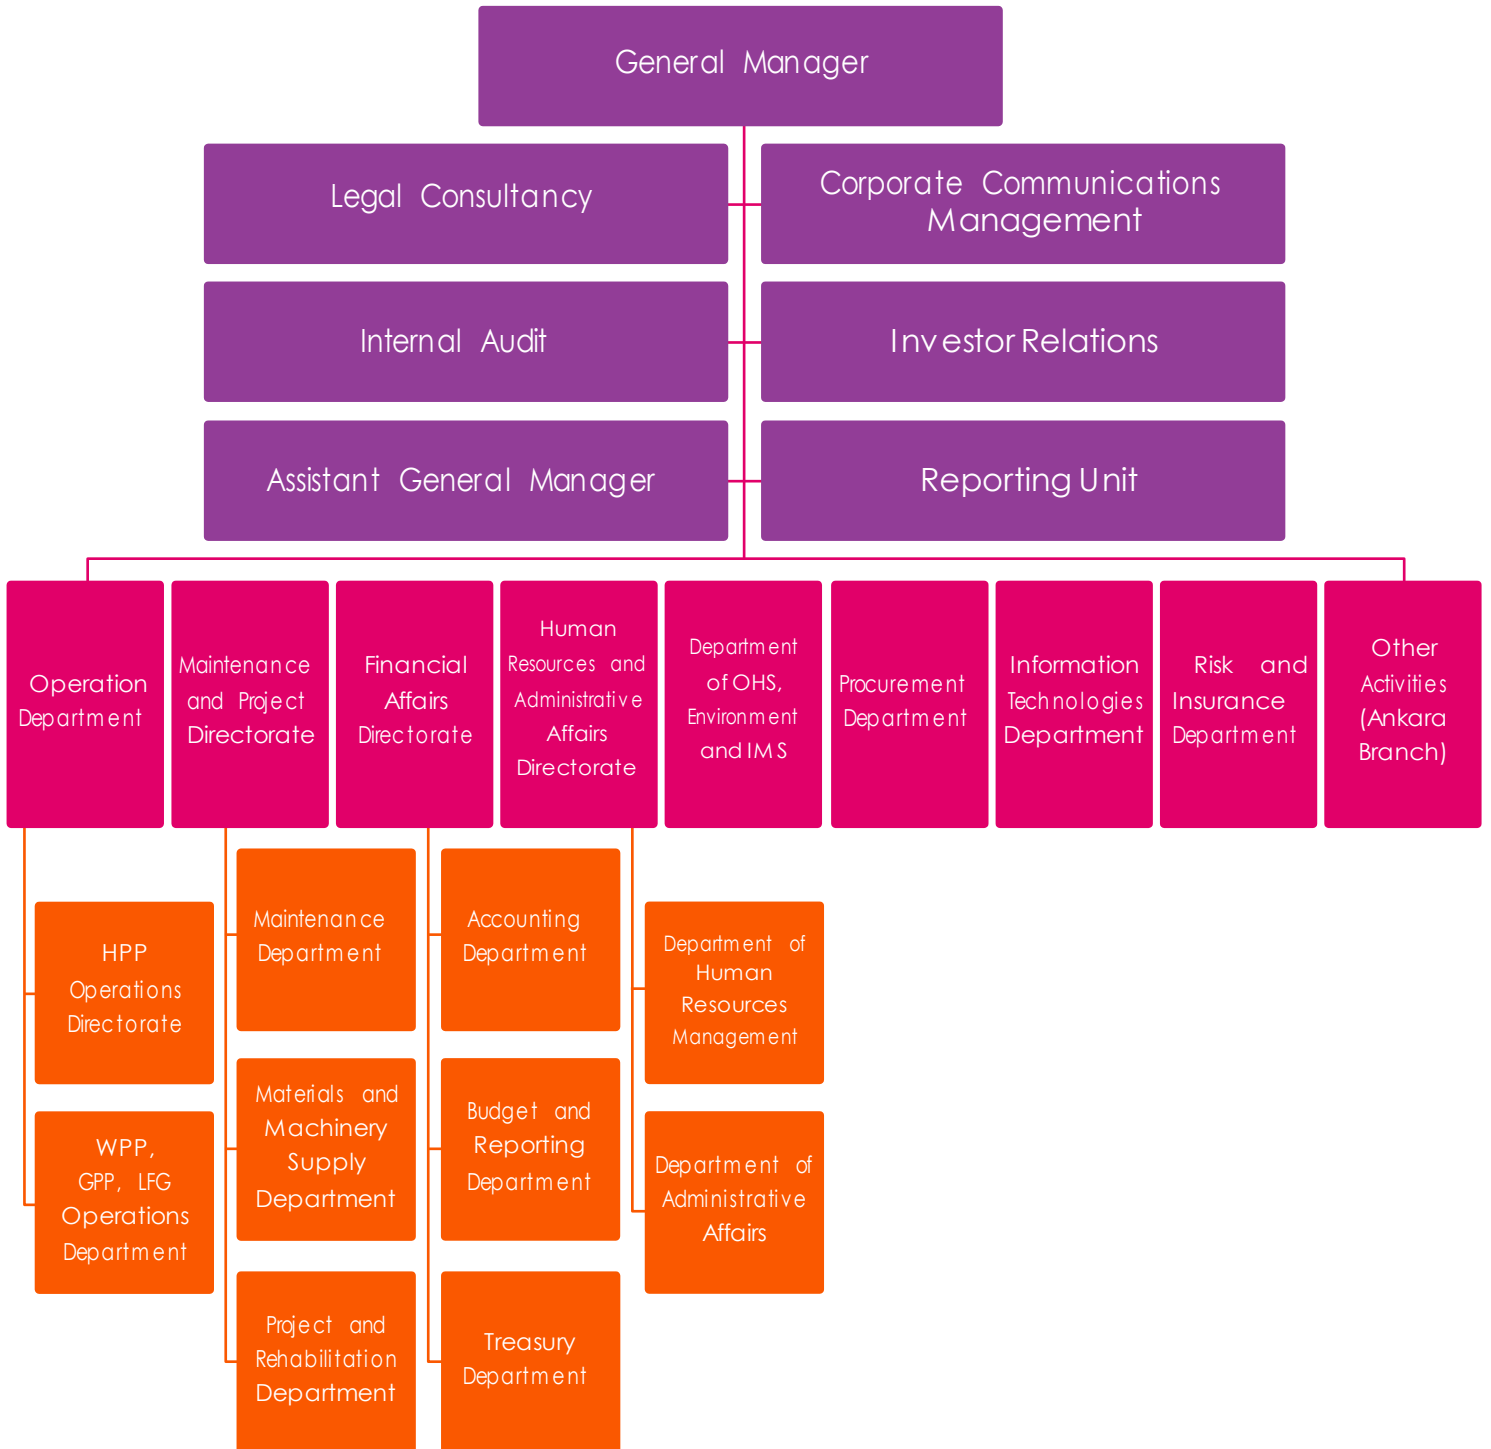 General Manager
Legal Consultancy
Corporate Communications
Management
Internal Audit
Investor Relations
Assistant General Manager
Reporting Unit
Operation
Department
Maintenance
and Project
Directorate
Financial
Affairs
Directorate
Human
Resources and
Administrative
Affairs
Directorate
Department
of OHS,
Environment
and IMS
Procurement
Department
Information
Technologies
Department
Risk and
Insurance
Department
Other
Activities
(Ankara
Branch)
HPP
Operations
Directorate
WPP,
GPP, LFG
Operations
Department
Maintenance
Department
Materials and
Machinery
Supply
Department
Project and
Rehabilitation
Department
Accounting
Department
Budget and
Reporting
Department
Treasury
Department
Department of
Human
Resources
Management
Department of
Administrative
Affairs